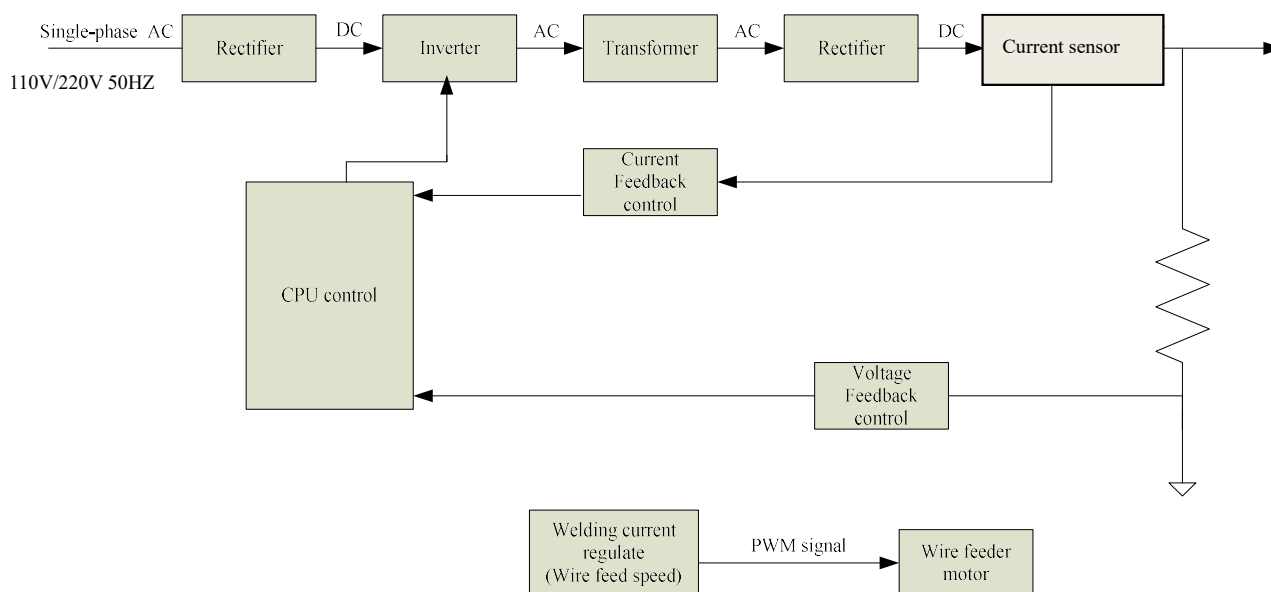 Single-phase AC
110V/220V 50HZ
Rectifier
DC
Inverter
AC
Transformer
AC
Rectifier
DC
Current sensor
Current
Feedback
control
CPU control
Voltage
Feedback
control
Welding current
regulate
(Wire feed speed)
PWM signal
Wire feeder
motor